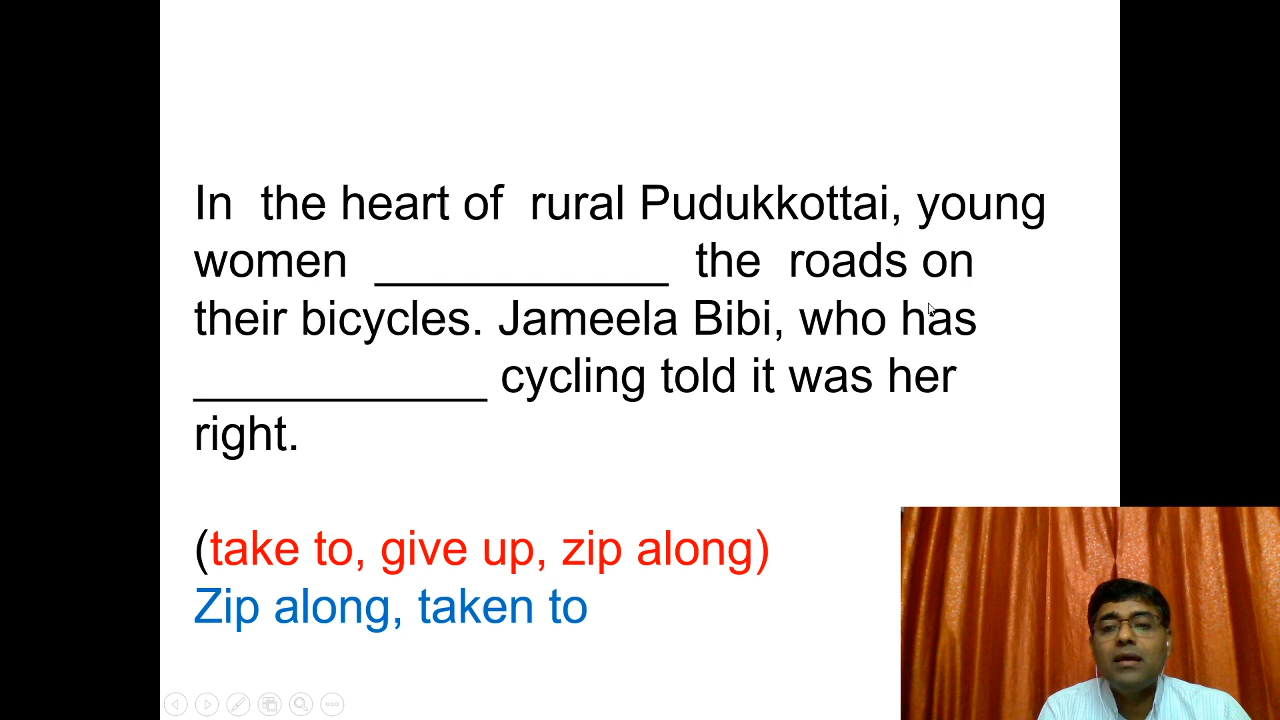 In the heart of rural Pudukkottai, young
women ____________ the roads on
their bicycles. Jameela Bibi, who has
____________ cycling told it was her
right.
(take to, give up, zip along)
Zip along, taken to